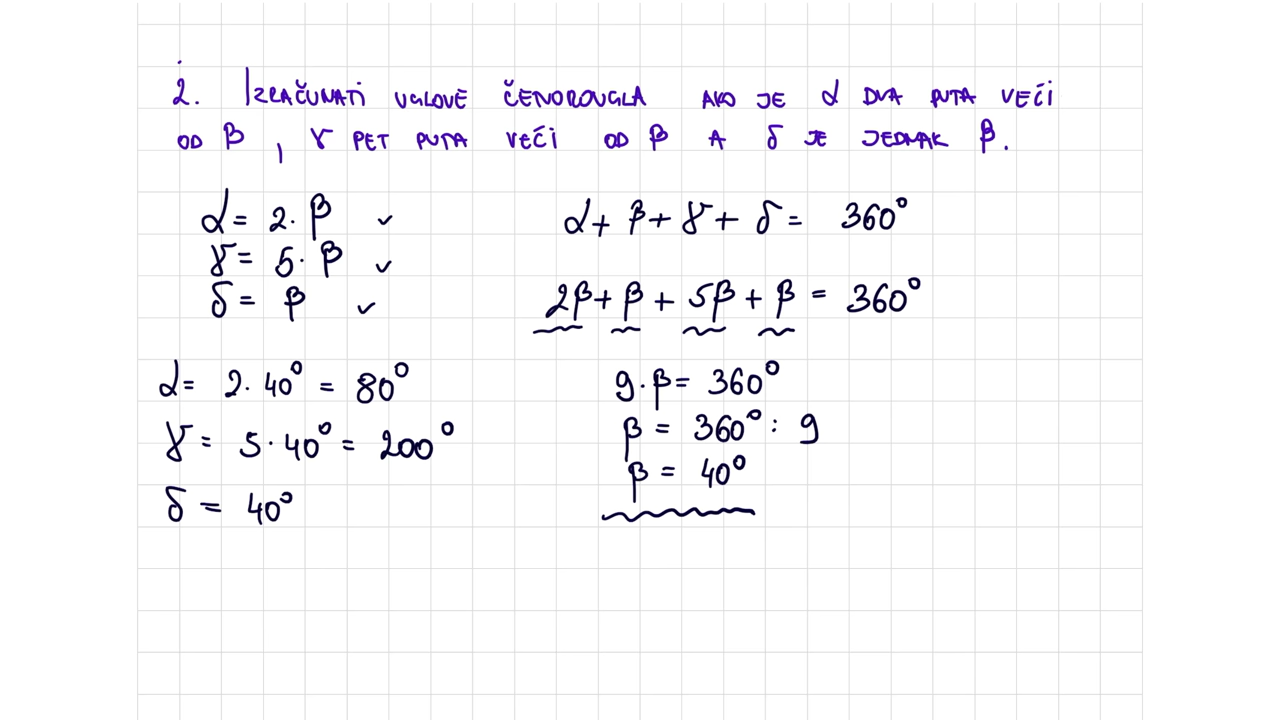 2. IZRAČUNATI UGLOVE ČETVOROUGLA AKO JE α DVA PUTA VEĆI
OD β , γ PET PUTA VEĆI OD β A δ JE JEDNAK β.
α = 2 · β ✓
γ = 5 · β ✓
δ = β ✓
α + β + γ + δ = 360°
2β + β + 5β + β = 360°
9 · β = 360°
β = 360° : 9
β = 40°
α = 2 · 40° = 80°
γ = 5 · 40° = 200°
δ = 40°